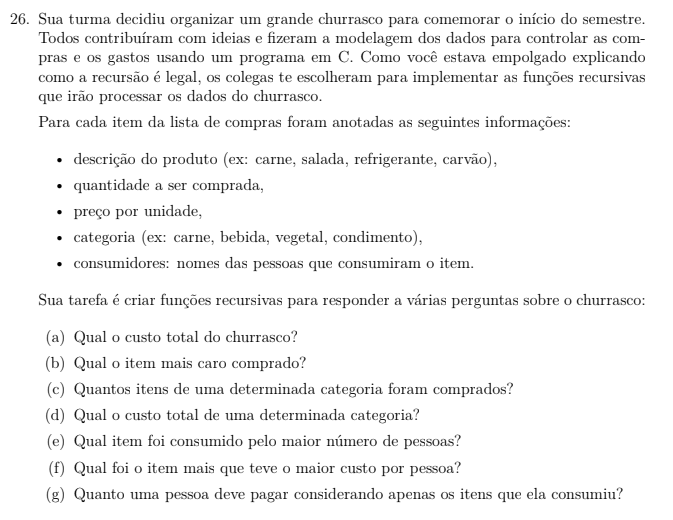 26. Sua turma decidiu organizar um grande churrasco para comemorar o início do semestre.
Todos contribuíram com ideias e fizeram a modelagem dos dados para controlar as com-
pras e os gastos usando um programa em C. Como você estava empolgado explicando
como a recursão é legal, os colegas te escolheram para implementar as funções recursivas
que irão processar os dados do churrasco.
Para cada item da lista de compras foram anotadas as seguintes informações:
• descrição do produto (ex: carne, salada, refrigerante, carvão),
• quantidade a ser comprada,
• preço por unidade,
• categoria (ex: carne, bebida, vegetal, condimento),
• consumidores: nomes das pessoas que consumiram o item.
Sua tarefa é criar funções recursivas para responder a várias perguntas sobre o churrasco:
(a) Qual o custo total do churrasco?
(b) Qual o item mais caro comprado?
(c) Quantos itens de uma determinada categoria foram comprados?
(d) Qual o custo total de uma determinada categoria?
(e) Qual item foi consumido pelo maior número de pessoas?
(f) Qual foi o item mais que teve o maior custo por pessoa?
(g) Quanto uma pessoa deve pagar considerando apenas os itens que ela consumiu?